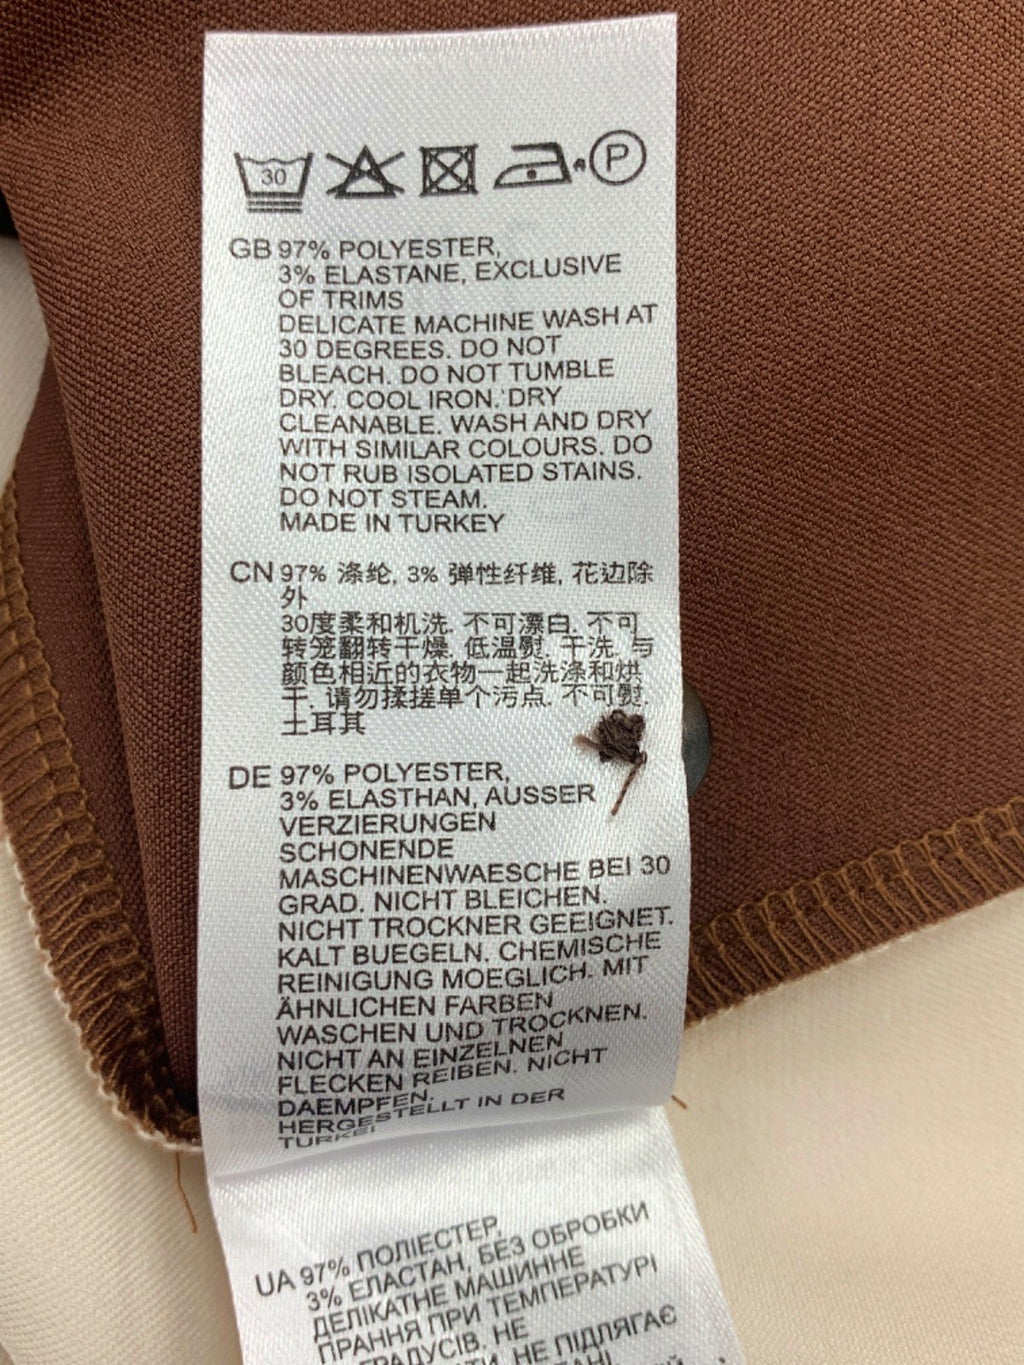 30
P
GB 97% POLYESTER,
3% ELASTANE, EXCLUSIVE
OF TRIMS
DELICATE MACHINE WASH AT
30 DEGREES. DO NOT
BLEACH. DO NOT TUMBLE
DRY. COOL IRON. DRY
CLEANABLE. WASH AND DRY
WITH SIMILAR COLOURS. DO
NOT RUB ISOLATED STAINS.
DO NOT STEAM.
MADE IN TURKEY
CN 97% 涤纶, 3% 弹性纤维, 花边除
外
30度柔和机洗. 不可漂白. 不可
转笼翻转干燥. 低温熨. 干洗. 与
颜色相近的衣物一起洗涤和烘
干. 请勿揉搓单个污点. 不可熨.
土耳其
DE 97% POLYESTER,
3% ELASTHAN, AUSSER
VERZIERUNGEN
SCHONENDE
MASCHINENWAESCHE BEI 30
GRAD. NICHT BLEICHEN.
NICHT TROCKNER GEEIGNET.
KALT BUEGELN. CHEMISCHE
REINIGUNG MOEGLICH. MIT
ÄHNLICHEN FARBEN
WASCHEN UND TROCKNEN.
NICHT AN EINZELNEN
FLECKEN REIBEN. NICHT
DAEMPFEN.
HERGESTELLT IN DER
TURKEI
UA 97% ПОЛІЕСТЕР,
3% ЕЛАСТАН, БЕЗ ОБРОБКИ
ДЕЛІКАТНЕ МАШИННЕ
ПРАННЯ ПРИ ТЕМПЕРАТУРІ
ГРАДУСІВ. НЕ
НЕ ПІДЛЯГАЄ